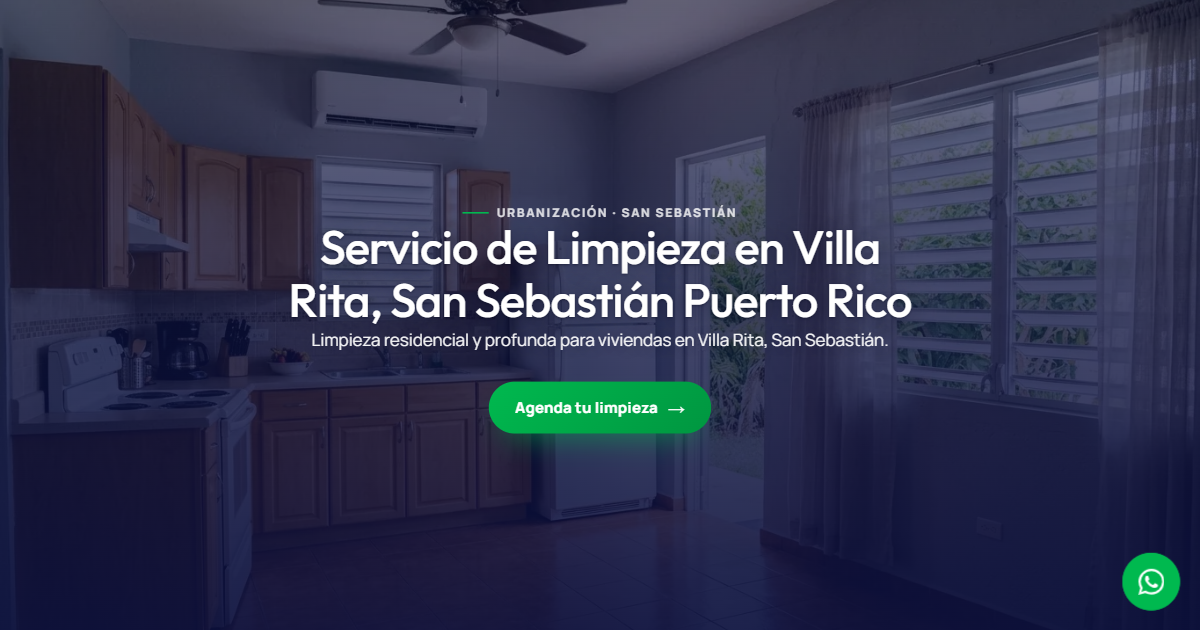 URBANIZACIÓN · SAN SEBASTIÁN
Servicio de Limpieza en Villa
Rita, San Sebastián Puerto Rico
Limpieza residencial y profunda para viviendas en Villa Rita, San Sebastián.
Agenda tu limpieza →